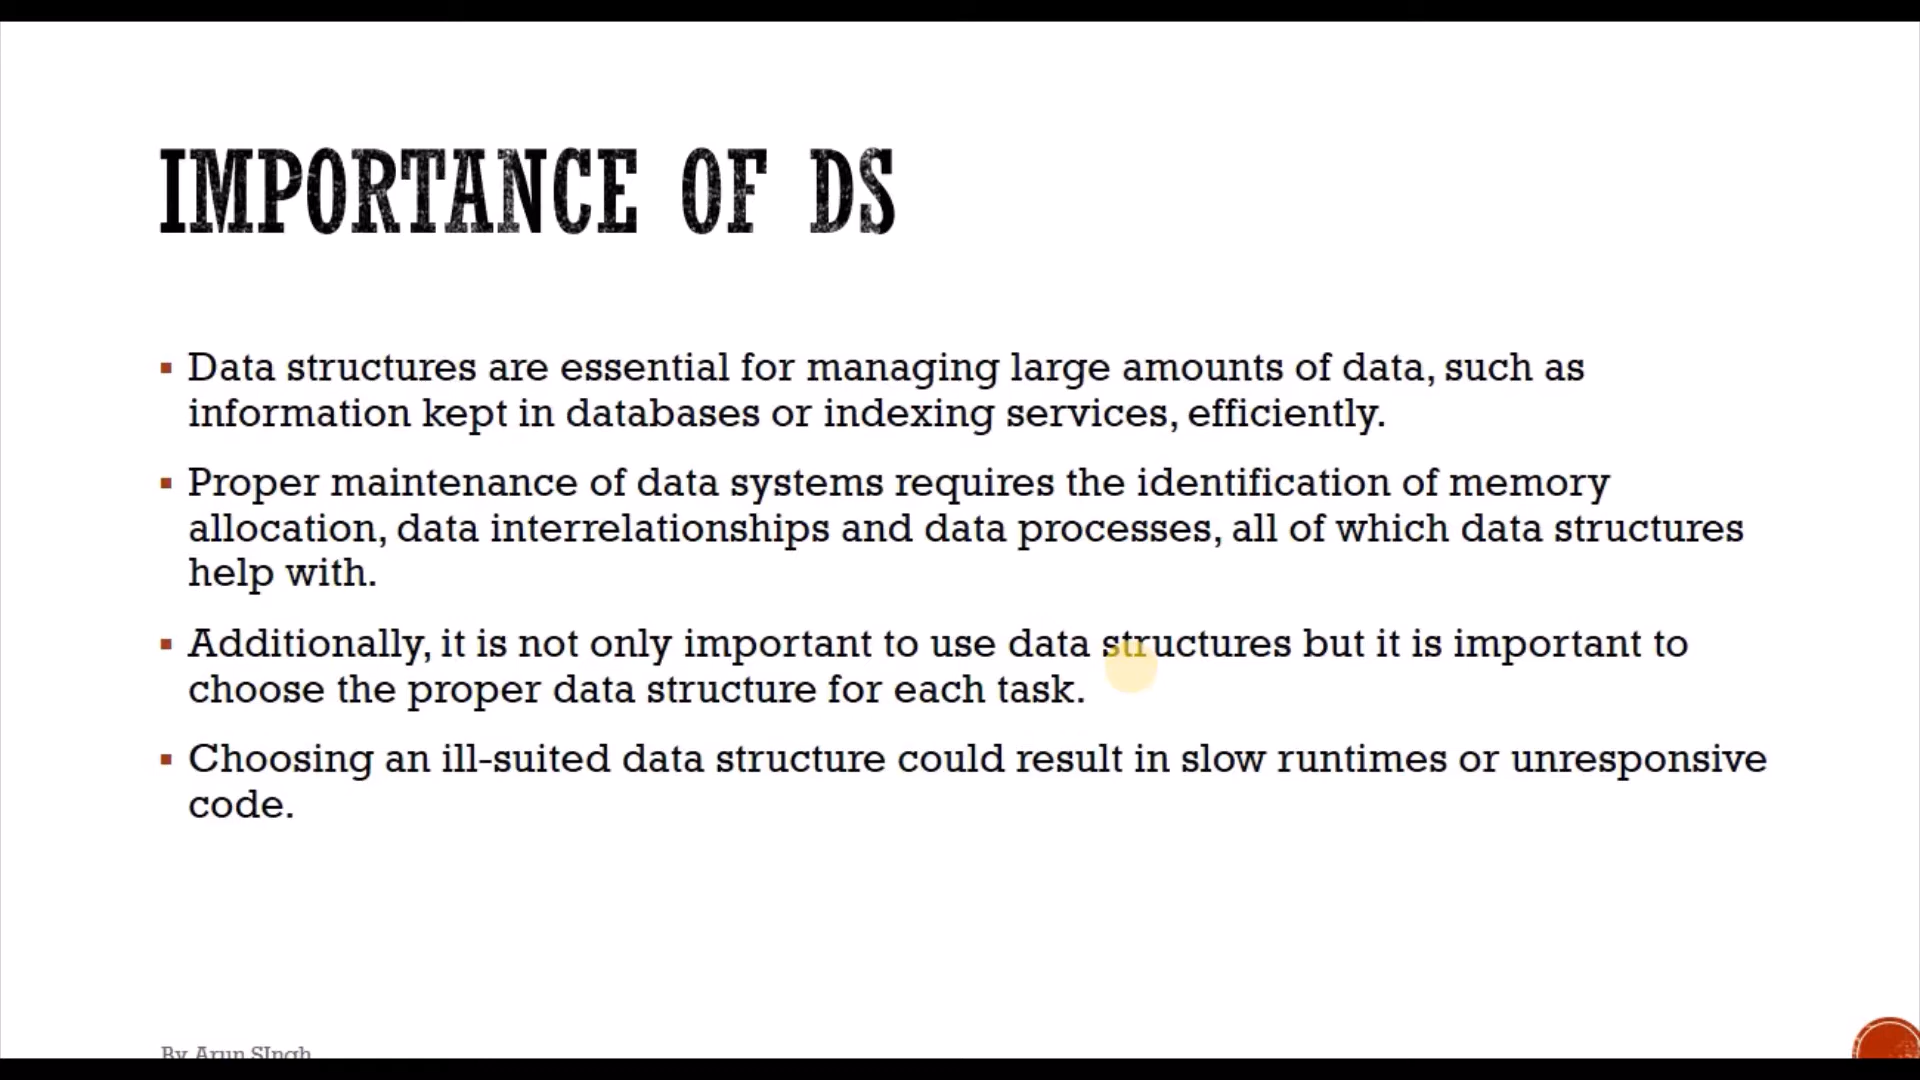 IMPORTANCE OF DS
▪ Data structures are essential for managing large amounts of data, such as
information kept in databases or indexing services, efficiently.
▪ Proper maintenance of data systems requires the identification of memory
allocation, data interrelationships and data processes, all of which data structures
help with.
▪ Additionally, it is not only important to use data structures but it is important to
choose the proper data structure for each task.
▪ Choosing an ill-suited data structure could result in slow runtimes or unresponsive
code.
By Arun SIngh